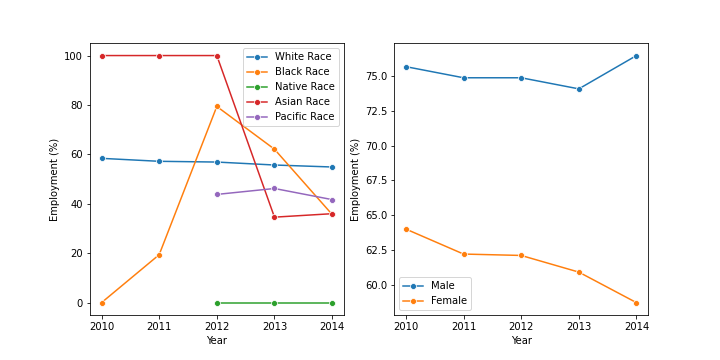 100
80
60
40
20
0
Employment (%)
2010 2011 2012 2013 2014
Year
White Race
Black Race
Native Race
Asian Race
Pacific Race
75.0
72.5
70.0
67.5
65.0
62.5
60.0
Employment (%)
2010 2011 2012 2013 2014
Year
Male
Female